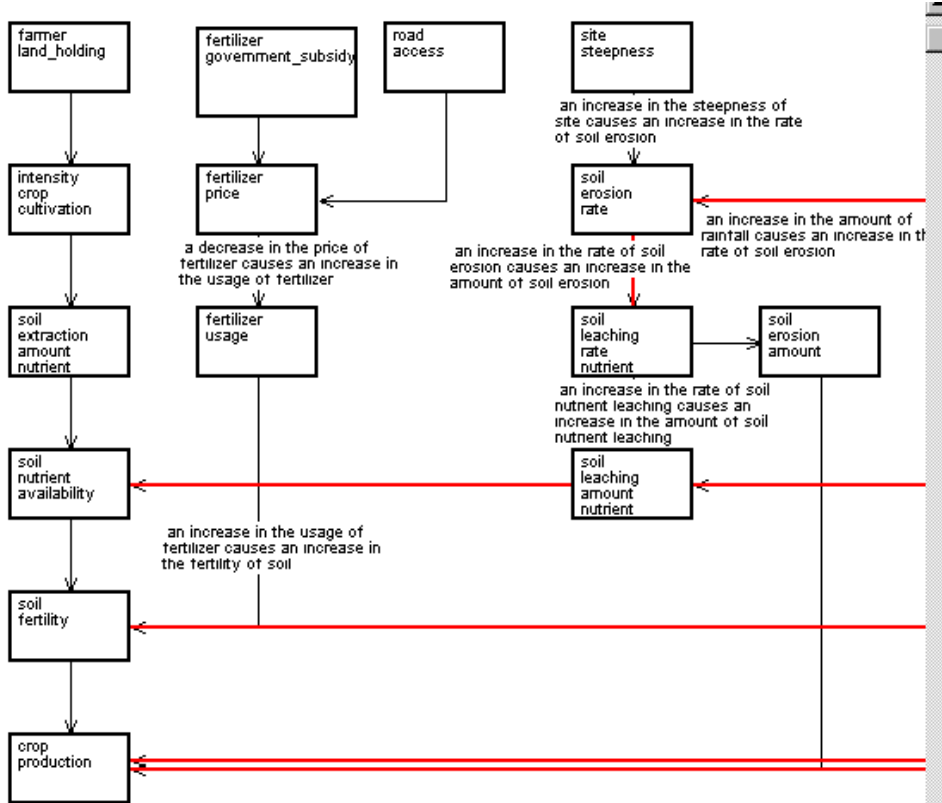 farmer
land_holding
fertilizer
government_subsidy
road
access
site
steepness
an increase in the steepness of
site causes an increase in the rate
of soil erosion
intensity
crop
cultivation
fertilizer
price
soil
erosion
rate
a decrease in the price of
fertilizer causes an increase in
the usage of fertilizer
an increase in the rate of soil
erosion causes an increase in the
amount of soil erosion
an increase in the amount of
rainfall causes an increase in th
rate of soil erosion
soil
extraction
amount
nutrient
fertilizer
usage
soil
leaching
rate
nutrient
soil
erosion
amount
an increase in the rate of soil
nutrient leaching causes an
increase in the amount of soil
nutrient leaching
soil
nutrient
availability
soil
leaching
amount
nutrient
an increase in the usage of
fertilizer causes an increase in
the fertility of soil
soil
fertility
crop
production